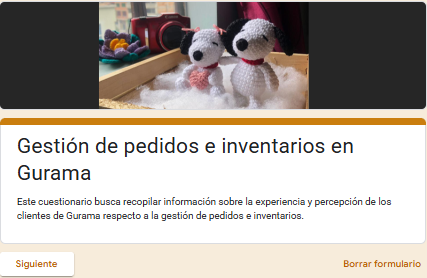 Gestión de pedidos e inventarios en
Gurama
Este cuestionario busca recopilar información sobre la experiencia y percepción de los
clientes de Gurama respecto a la gestión de pedidos e inventarios.
Siguiente
Borrar formulario